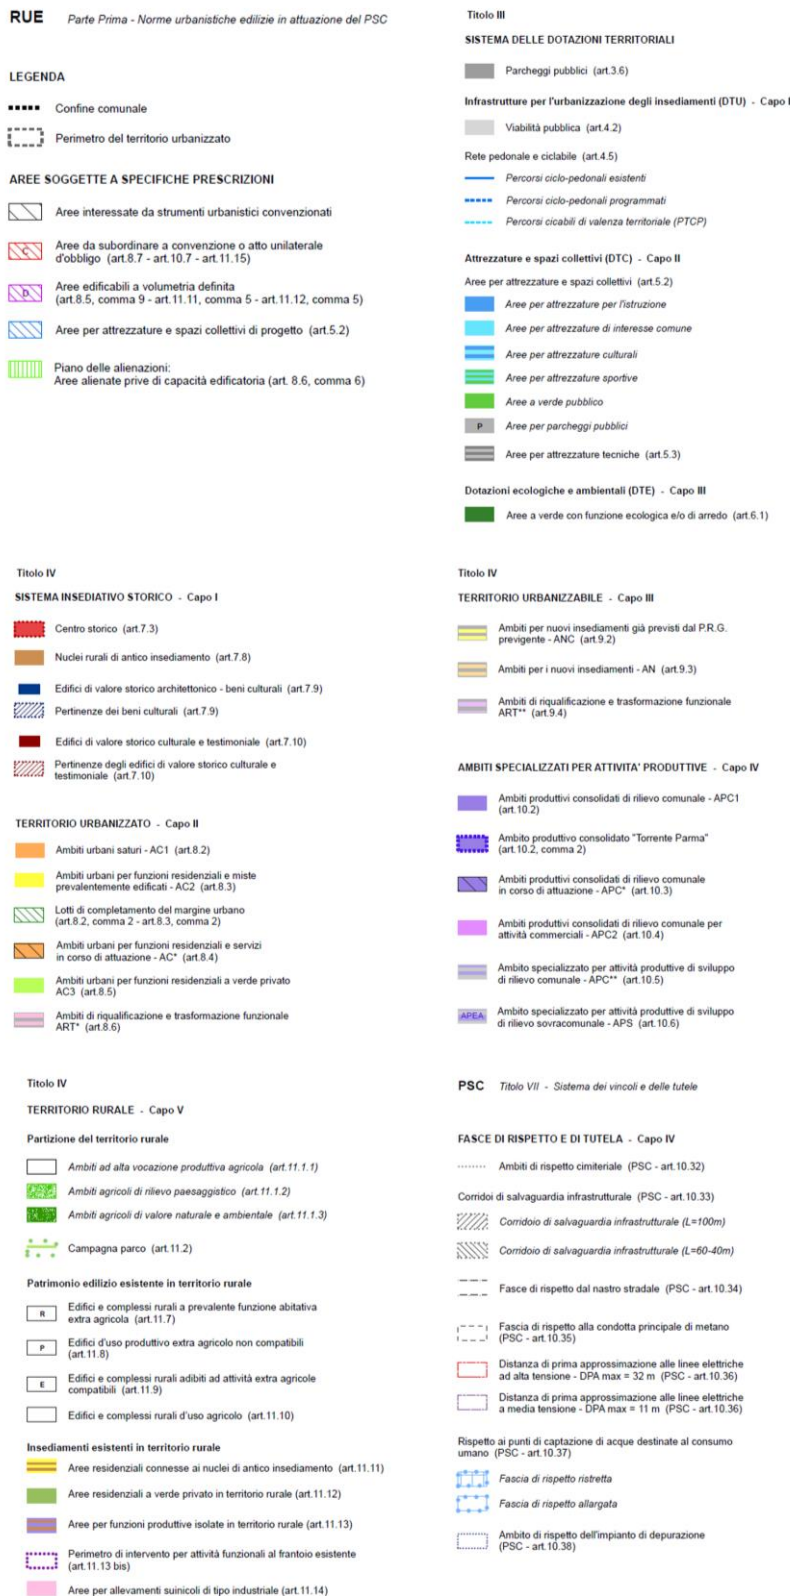 RUE Parte Prima - Norme urbanistiche edilizie in attuazione del PSC
LEGENDA
Confine comunale
Perimetro del territorio urbanizzato
AREE SOGGETTE A SPECIFICHE PRESCRIZIONI
Aree interessate da strumenti urbanistici convenzionati
C
Aree da subordinare a convenzione o atto unilaterale
d'obbligo (art.8.7 - art.10.7 - art.11.15)
D
Aree edificabili a volumetria definita
(art.8.5, comma 9 - art.11.11, comma 5 - art.11.12, comma 5)
Aree per attrezzature e spazi collettivi di progetto (art.5.2)
Piano delle alienazioni:
Aree alienate prive di capacità edificatoria (art. 8.6, comma 6)
Titolo III
SISTEMA DELLE DOTAZIONI TERRITORIALI
Parcheggi pubblici (art.3.6)
Infrastrutture per l'urbanizzazione degli insediamenti (DTU) - Capo I
Viabilità pubblica (art.4.2)
Rete pedonale e ciclabile (art.4.5)
Percorsi ciclo-pedonali esistenti
Percorsi ciclo-pedonali programmati
Percorsi cicabili di valenza territoriale (PTCP)
Attrezzature e spazi collettivi (DTC) - Capo II
Aree per attrezzature e spazi collettivi (art.5.2)
Aree per attrezzature per l'istruzione
Aree per attrezzature di interesse comune
Aree per attrezzature culturali
Aree per attrezzature sportive
Aree a verde pubblico
P Aree per parcheggi pubblici
Aree per attrezzature tecniche (art.5.3)
Dotazioni ecologiche e ambientali (DTE) - Capo III
Aree a verde con funzione ecologica e/o di arredo (art.6.1)
Titolo IV
SISTEMA INSEDIATIVO STORICO - Capo I
Centro storico (art.7.3)
Nuclei rurali di antico insediamento (art.7.8)
Edifici di valore storico architettonico - beni culturali (art.7.9)
Pertinenze dei beni culturali (art.7.9)
Edifici di valore storico culturale e testimoniale (art.7.10)
Pertinenze degli edifici di valore storico culturale e
testimoniale (art.7.10)
TERRITORIO URBANIZZATO - Capo II
Ambiti urbani saturi - AC1 (art.8.2)
Ambiti urbani per funzioni residenziali e miste
prevalentemente edificati - AC2 (art.8.3)
Lotti di completamento del margine urbano
(art.8.2, comma 2 - art.8.3, comma 2)
Ambiti urbani per funzioni residenziali e servizi
in corso di attuazione - AC* (art.8.4)
Ambiti urbani per funzioni residenziali a verde privato
AC3 (art.8.5)
Ambiti di riqualificazione e trasformazione funzionale
ART* (art.8.6)
Titolo IV
TERRITORIO URBANIZZABILE - Capo III
Ambiti per nuovi insediamenti già previsti dal P.R.G.
previgente - ANC (art.9.2)
Ambiti per i nuovi insediamenti - AN (art.9.3)
Ambiti di riqualificazione e trasformazione funzionale
ART** (art.9.4)
AMBITI SPECIALIZZATI PER ATTIVITA' PRODUTTIVE - Capo IV
Ambiti produttivi consolidati di rilievo comunale - APC1
(art.10.2)
Ambito produttivo consolidato "Torrente Parma"
(art.10.2, comma 2)
Ambiti produttivi consolidati di rilievo comunale
in corso di attuazione - APC* (art.10.3)
Ambiti produttivi consolidati di rilievo comunale per
attività commerciali - APC2 (art.10.4)
Ambito specializzato per attività produttive di sviluppo
di rilievo comunale - APC** (art.10.5)
APEA
Ambito specializzato per attività produttive di sviluppo
di rilievo sovracomunale - APS (art.10.6)
Titolo IV
TERRITORIO RURALE - Capo V
Partizione del territorio rurale
Ambiti ad alta vocazione produttiva agricola (art.11.1.1)
Ambiti agricoli di rilievo paesaggistico (art.11.1.2)
Ambiti agricoli di valore naturale e ambientale (art.11.1.3)
Campagna parco (art.11.2)
Patrimonio edilizio esistente in territorio rurale
R
Edifici e complessi rurali a prevalente funzione abitativa
extra agricola (art.11.7)
P
Edifici d'uso produttivo extra agricolo non compatibili
(art.11.8)
E
Edifici e complessi rurali adibiti ad attività extra agricole
compatibili (art.11.9)
Edifici e complessi rurali d'uso agricolo (art.11.10)
Insediamenti esistenti in territorio rurale
Aree residenziali connesse ai nuclei di antico insediamento (art.11.11)
Aree residenziali a verde privato in territorio rurale (art.11.12)
Aree per funzioni produttive isolate in territorio rurale (art.11.13)
Perimetro di intervento per attività funzionali al frantoio esistente
(art.11.13 bis)
Aree per allevamenti suinicoli di tipo industriale (art.11.14)
PSC Titolo VII - Sistema dei vincoli e delle tutele
FASCE DI RISPETTO E DI TUTELA - Capo IV
Ambiti di rispetto cimiteriale (PSC - art.10.32)
Corridoi di salvaguardia infrastrutturale (PSC - art.10.33)
Corridoio di salvaguardia infrastrutturale (L=100m)
Corridoio di salvaguardia infrastrutturale (L=60-40m)
Fasce di rispetto dal nastro stradale (PSC - art.10.34)
Fascia di rispetto alla condotta principale di metano
(PSC - art.10.35)
Distanza di prima approssimazione alle linee elettriche
ad alta tensione - DPA max = 32 m (PSC - art.10.36)
Distanza di prima approssimazione alle linee elettriche
a media tensione - DPA max = 11 m (PSC - art.10.36)
Rispetto ai punti di captazione di acque destinate al consumo
umano (PSC - art.10.37)
Fascia di rispetto ristretta
Fascia di rispetto allargata
Ambito di rispetto dell'impianto di depurazione
(PSC - art.10.38)